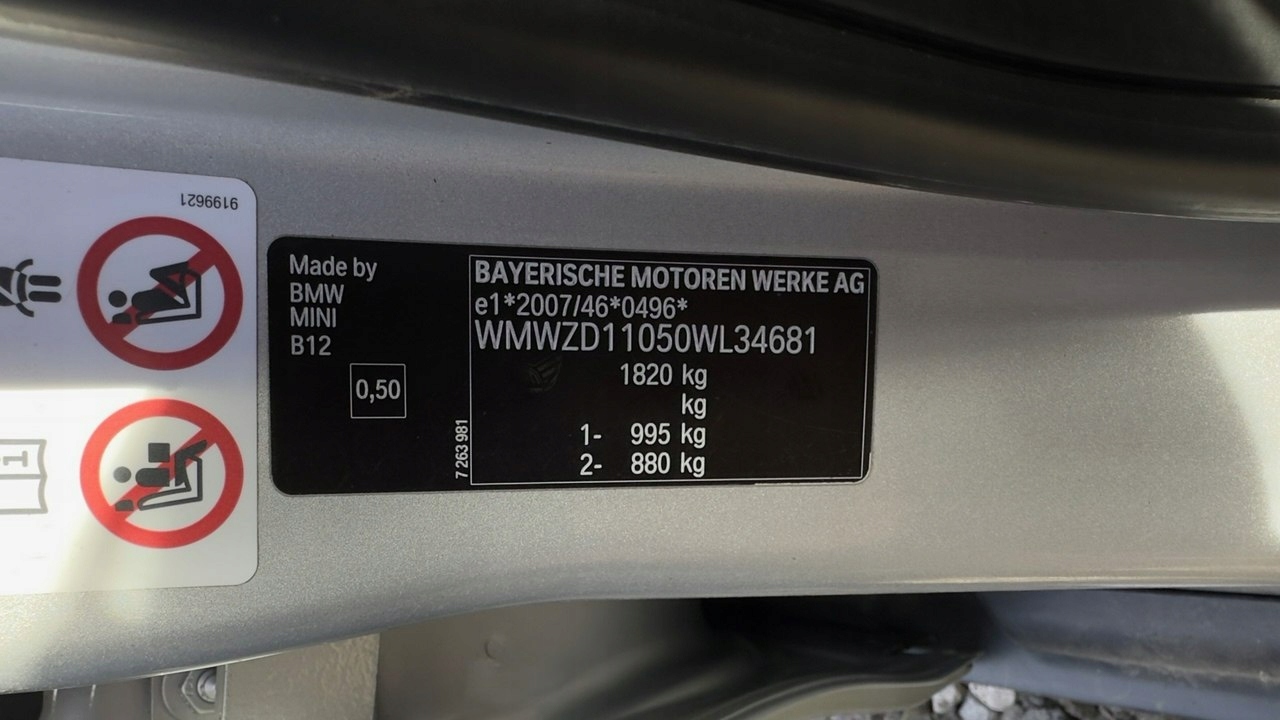 9199621
Made by
BMW
MINI
B12
0,50
7 263 981
BAYERISCHE MOTOREN WERKE AG
e1*2007/46*0496*
WMWZD11050WL34681
1820 kg
kg
1- 995 kg
2- 880 kg
1